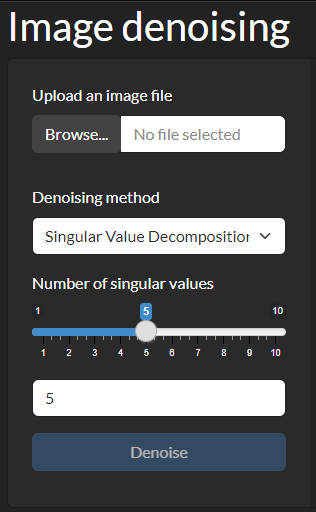 Image denoising
Upload an image file
Browse... No file selected
Denoising method
Singular Value Decomposition
Number of singular values
1 5 10
1 2 3 4 5 6 7 8 9 10
5
Denoise